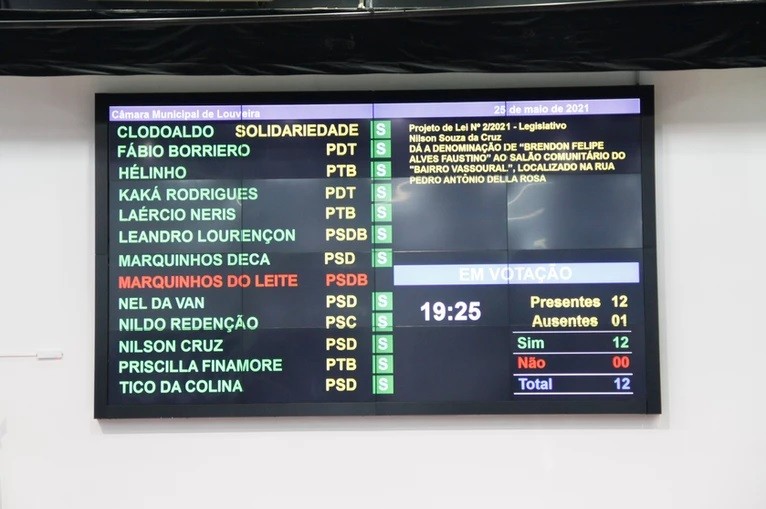 Câmara Municipal de Louveira 25 de maio de 2021
CLODOALDO SOLIDARIEDADE S
FÁBIO BORRIERO PDT S
HÉLINHO PTB S
KAKÁ RODRIGUES PDT S
LAÉRCIO NERIS PTB S
LEANDRO LOURENÇON PSDB S
MARQUINHOS DECA PSD S
MARQUINHOS DO LEITE PSDB
NEL DA VAN PSD S
NILDO REDENÇÃO PSC S
NILSON CRUZ PSD S
PRISCILLA FINAMORE PTB S
TICO DA COLINA PSD S
Projeto de Lei Nº 2/2021 - Legislativo
Nilson Souza da Cruz
DÁ A DENOMINAÇÃO DE “BRENDON FELIPE
ALVES FAUSTINO” AO SALÃO COMUNITÁRIO DO
"BAIRRO VASSOURAL", LOCALIZADO NA RUA
PEDRO ANTÔNIO DELLA ROSA
EM VOTAÇÃO
19:25
Presentes 12
Ausentes 01
Sim 12
Não 00
Total 12